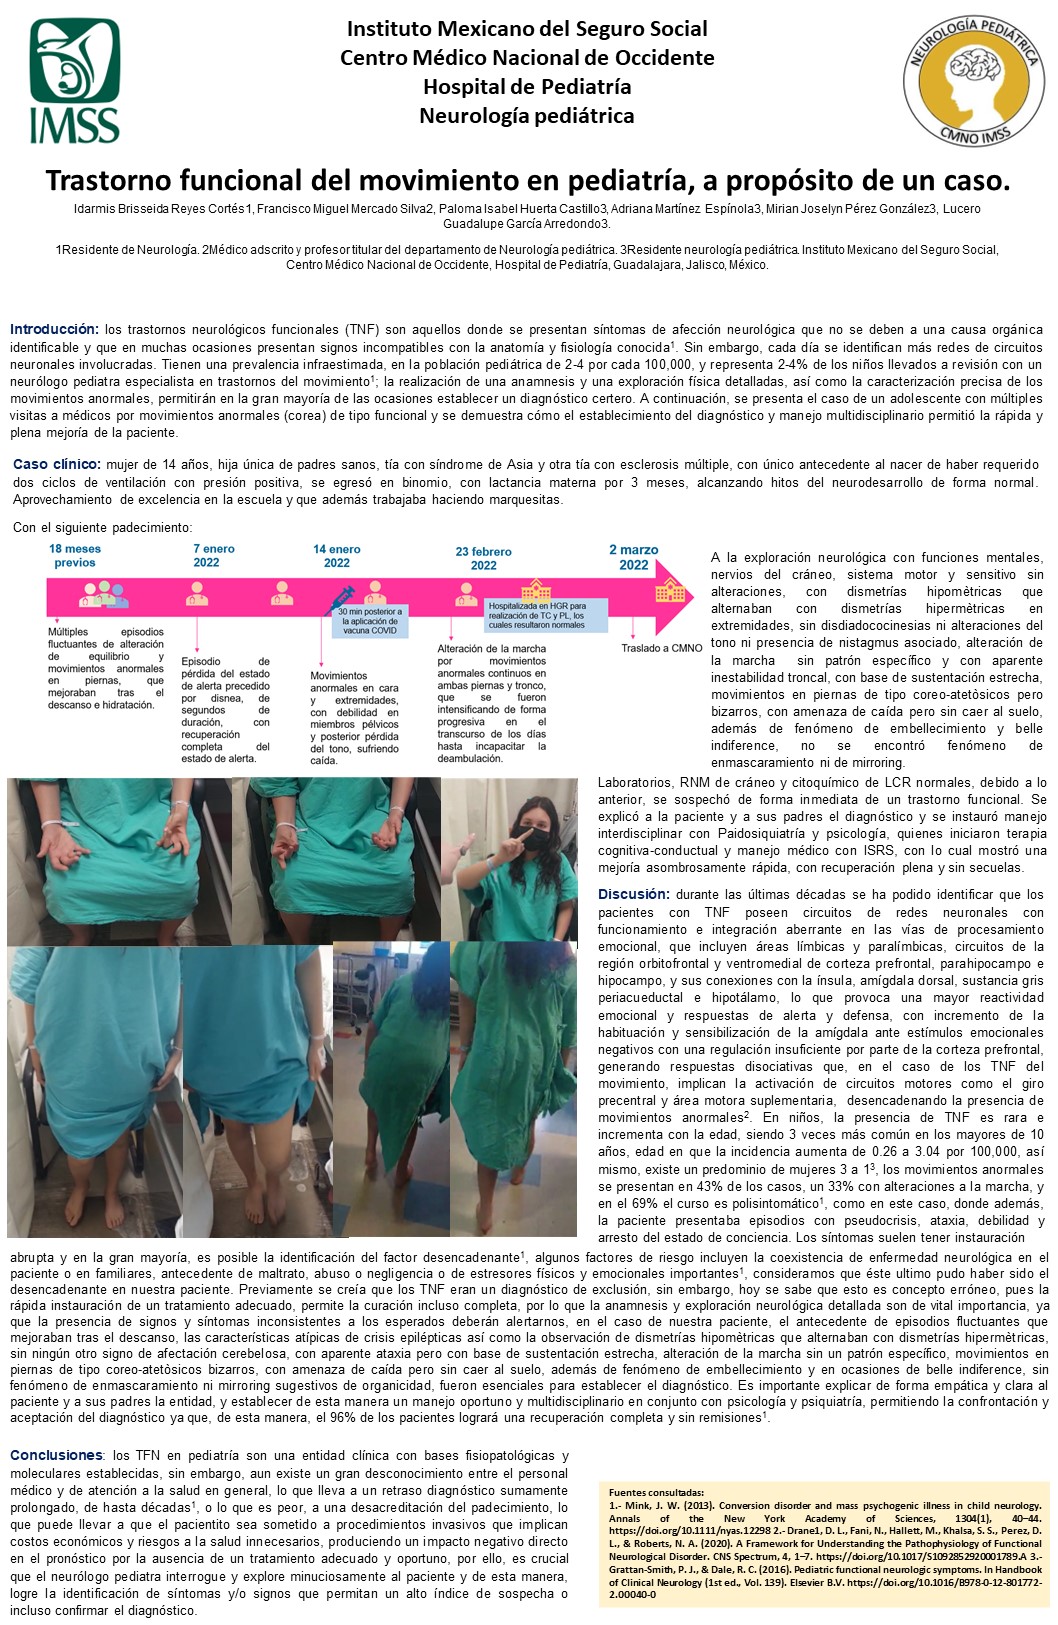 Instituto Mexicano del Seguro Social
Centro Médico Nacional de Occidente
Hospital de Pediatría
Neurología pediátrica
IMSS
NEUROLOGÍA PEDIÁTRICA
CMNO IMSS
Trastorno funcional del movimiento en pediatría, a propósito de un caso.
Idarmis Brisseida Reyes Cortés1, Francisco Miguel Mercado Silva2, Paloma Isabel Huerta Castillo3, Adriana Martínez Espínola3, Mirian Joselyn Pérez González3, Lucero
Guadalupe García Arredondo3.
1Residente de Neurología. 2Médico adscrito y profesor titular del departamento de Neurología pediátrica. 3Residente neurología pediátrica. Instituto Mexicano del Seguro Social,
Centro Médico Nacional de Occidente, Hospital de Pediatría, Guadalajara, Jalisco, México.
Introducción: los trastornos neurológicos funcionales (TNF) son aquellos donde se presentan síntomas de afección neurológica que no se deben a una causa orgánica
identificable y que en muchas ocasiones presentan signos incompatibles con la anatomía y fisiología conocida1. Sin embargo, cada día se identifican más redes de circuitos
neuronales involucradas. Tienen una prevalencia infraestimada, en la población pediátrica de 2-4 por cada 100,000, y representa 2-4% de los niños llevados a revisión con un
neurólogo pediatra especialista en trastornos del movimiento1; la realización de una anamnesis y una exploración física detalladas, así como la caracterización precisa de los
movimientos anormales, permitirán en la gran mayoría de las ocasiones establecer un diagnóstico certero. A continuación, se presenta el caso de un adolescente con múltiples
visitas a médicos por movimientos anormales (corea) de tipo funcional y se demuestra cómo el establecimiento del diagnóstico y manejo multidisciplinario permitió la rápida y
plena mejoría de la paciente.
Caso clínico: mujer de 14 años, hija única de padres sanos, tía con síndrome de Asia y otra tía con esclerosis múltiple, con único antecedente al nacer de haber requerido
dos ciclos de ventilación con presión positiva, se egresó en binomio, con lactancia materna por 3 meses, alcanzando hitos del neurodesarrollo de forma normal.
Aprovechamiento de excelencia en la escuela y que además trabajaba haciendo marquesitas.
Con el siguiente padecimiento:
18 meses
previos
7 enero
2022
14 enero
2022
23 febrero
2022
2 marzo
2022
30 min posterior a
la aplicación de
vacuna COVID
Hospitalizada en HGR para
realización de TC y PL, los
cuales resultaron normales
Múltiples episodios
fluctuantes de alteración
de equilibrio y
movimientos anormales
en piernas, que
mejoraban tras el
descanso e hidratación.
Episodio de
pérdida del estado
de alerta precedido
por disnea, de
segundos de
duración, con
recuperación
completa del
estado de alerta.
Movimientos
anormales en cara
y extremidades,
con debilidad en
miembros pélvicos
y posterior pérdida
del tono, sufriendo
caída.
Alteración de la marcha
por movimientos
anormales continuos en
ambas piernas y tronco,
que se fueron
intensificando de forma
progresiva en el
transcurso de los días
hasta incapacitar la
deambulación.
Traslado a CMNO
A la exploración neurológica con funciones mentales,
nervios del cráneo, sistema motor y sensitivo sin
alteraciones, con dismetrías hipomètricas que
alternaban con dismetrías hipermètricas en
extremidades, sin disdiadococinesias ni alteraciones del
tono ni presencia de nistagmus asociado, alteración de
la marcha sin patrón específico y con aparente
inestabilidad troncal, con base de sustentación estrecha,
movimientos en piernas de tipo coreo-atetòsicos pero
bizarros, con amenaza de caída pero sin caer al suelo,
además de fenómeno de embellecimiento y belle
indiference, no se encontró fenómeno de
enmascaramiento ni de mirroring.
Laboratorios, RNM de cráneo y citoquímico de LCR normales, debido a lo
anterior, se sospechó de forma inmediata de un trastorno funcional. Se
explicó a la paciente y a sus padres el diagnóstico y se instauró manejo
interdisciplinar con Paidosiquiatría y psicología, quienes iniciaron terapia
cognitiva-conductual y manejo médico con ISRS, con lo cual mostró una
mejoría asombrosamente rápida, con recuperación plena y sin secuelas.
Discusión: durante las últimas décadas se ha podido identificar que los
pacientes con TNF poseen circuitos de redes neuronales con
funcionamiento e integración aberrante en las vías de procesamiento
emocional, que incluyen áreas límbicas y paralímbicas, circuitos de la
región orbitofrontal y ventromedial de corteza prefrontal, parahipocampo e
hipocampo, y sus conexiones con la ínsula, amígdala dorsal, sustancia gris
periacueductal e hipotálamo, lo que provoca una mayor reactividad
emocional y respuestas de alerta y defensa, con incremento de la
habituación y sensibilización de la amígdala ante estímulos emocionales
negativos con una regulación insuficiente por parte de la corteza prefrontal,
generando respuestas disociativas que, en el caso de los TNF del
movimiento, implican la activación de circuitos motores como el giro
precentral y área motora suplementaria, desencadenando la presencia de
movimientos anormales2. En niños, la presencia de TNF es rara e
incrementa con la edad, siendo 3 veces más común en los mayores de 10
años, edad en que la incidencia aumenta de 0.26 a 3.04 por 100,000, así
mismo, existe un predominio de mujeres 3 a 13, los movimientos anormales
se presentan en 43% de los casos, un 33% con alteraciones a la marcha, y
en el 69% el curso es polisintomático1, como en este caso, donde además,
la paciente presentaba episodios con pseudocrisis, ataxia, debilidad y
arresto del estado de conciencia. Los síntomas suelen tener instauración
abrupta y en la gran mayoría, es posible la identificación del factor desencadenante1, algunos factores de riesgo incluyen la coexistencia de enfermedad neurológica en el
paciente o en familiares, antecedente de maltrato, abuso o negligencia o de estresores físicos y emocionales importantes1, consideramos que éste ultimo pudo haber sido el
desencadenante en nuestra paciente. Previamente se creía que los TNF eran un diagnóstico de exclusión, sin embargo, hoy se sabe que esto es concepto erróneo, pues la
rápida instauración de un tratamiento adecuado, permite la curación incluso completa, por lo que la anamnesis y exploración neurológica detallada son de vital importancia, ya
que la presencia de signos y síntomas inconsistentes a los esperados deberán alertarnos, en el caso de nuestra paciente, el antecedente de episodios fluctuantes que
mejoraban tras el descanso, las características atípicas de crisis epilépticas así como la observación de dismetrías hipomètricas que alternaban con dismetrías hipermètricas,
sin ningún otro signo de afectación cerebelosa, con aparente ataxia pero con base de sustentación estrecha, alteración de la marcha sin un patrón específico, movimientos en
piernas de tipo coreo-atetòsicos bizarros, con amenaza de caída pero sin caer al suelo, además de fenómeno de embellecimiento y en ocasiones de belle indiference, sin
fenómeno de enmascaramiento ni mirroring sugestivos de organicidad, fueron esenciales para establecer el diagnóstico. Es importante explicar de forma empática y clara al
paciente y a sus padres la entidad, y establecer de esta manera un manejo oportuno y multidisciplinario en conjunto con psicología y psiquiatría, permitiendo la confrontación y
aceptación del diagnóstico ya que, de esta manera, el 96% de los pacientes logrará una recuperación completa y sin remisiones1.
Conclusiones: los TFN en pediatría son una entidad clínica con bases fisiopatológicas y
moleculares establecidas, sin embargo, aun existe un gran desconocimiento entre el personal
médico y de atención a la salud en general, lo que lleva a un retraso diagnóstico sumamente
prolongado, de hasta décadas1, o lo que es peor, a una desacreditación del padecimiento, lo
que puede llevar a que el pacientito sea sometido a procedimientos invasivos que implican
costos económicos y riesgos a la salud innecesarios, produciendo un impacto negativo directo
en el pronóstico por la ausencia de un tratamiento adecuado y oportuno, por ello, es crucial
que el neurólogo pediatra interrogue y explore minuciosamente al paciente y de esta manera,
logre la identificación de síntomas y/o signos que permitan un alto índice de sospecha o
incluso confirmar el diagnóstico.
Fuentes consultadas:
1.- Mink, J. W. (2013). Conversion disorder and mass psychogenic illness in child neurology.
Annals of the New York Academy of Sciences, 1304(1), 40–44.
https://doi.org/10.1111/nyas.12298 2.- Drane1, D. L., Fani, N., Hallett, M., Khalsa, S. S., Perez, D.
L., & Roberts, N. A. (2020). A Framework for Understanding the Pathophysiology of Functional
Neurological Disorder. CNS Spectrum, 4, 1–7. https://doi.org/10.1017/S1092852920001789.A 3.-
Grattan-Smith, P. J., & Dale, R. C. (2016). Pediatric functional neurologic symptoms. In Handbook
of Clinical Neurology (1st ed., Vol. 139). Elsevier B.V. https://doi.org/10.1016/B978-0-12-801772-
2.00040-0